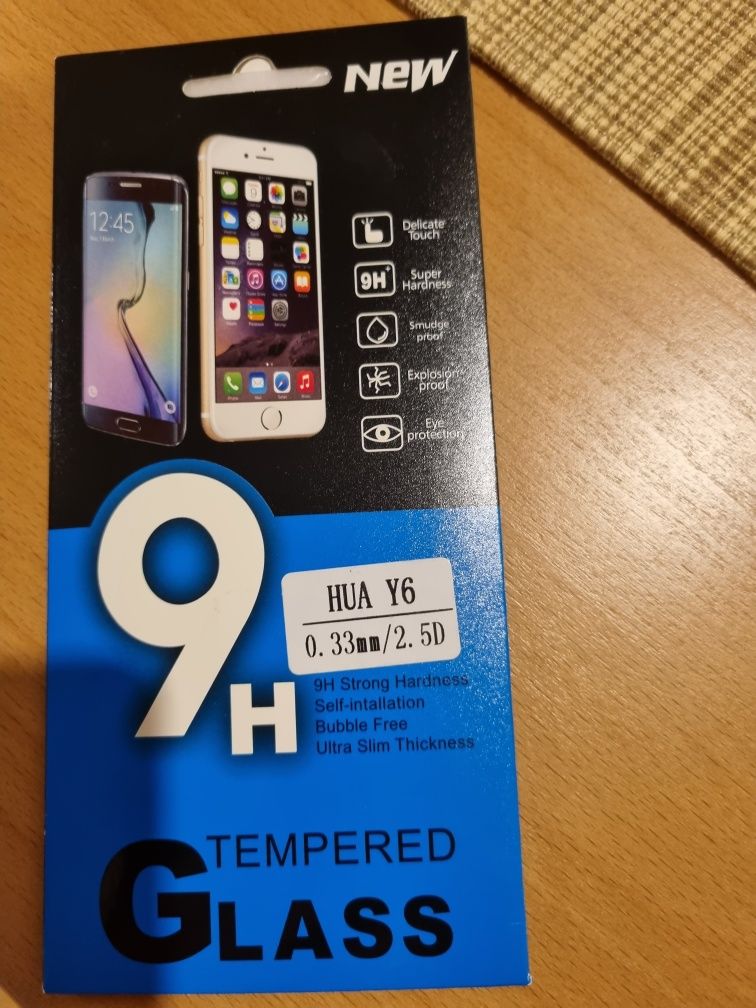 New
12:45
Delicate
Touch
9H+
Super
Hardness
Smudge
proof
Explosion
proof
Eye
protection
9H
HUA Y6
0.33mm/2.5D
9H Strong Hardness
Self-intallation
Bubble Free
Ultra Slim Thickness
TEMPERED
GLASS